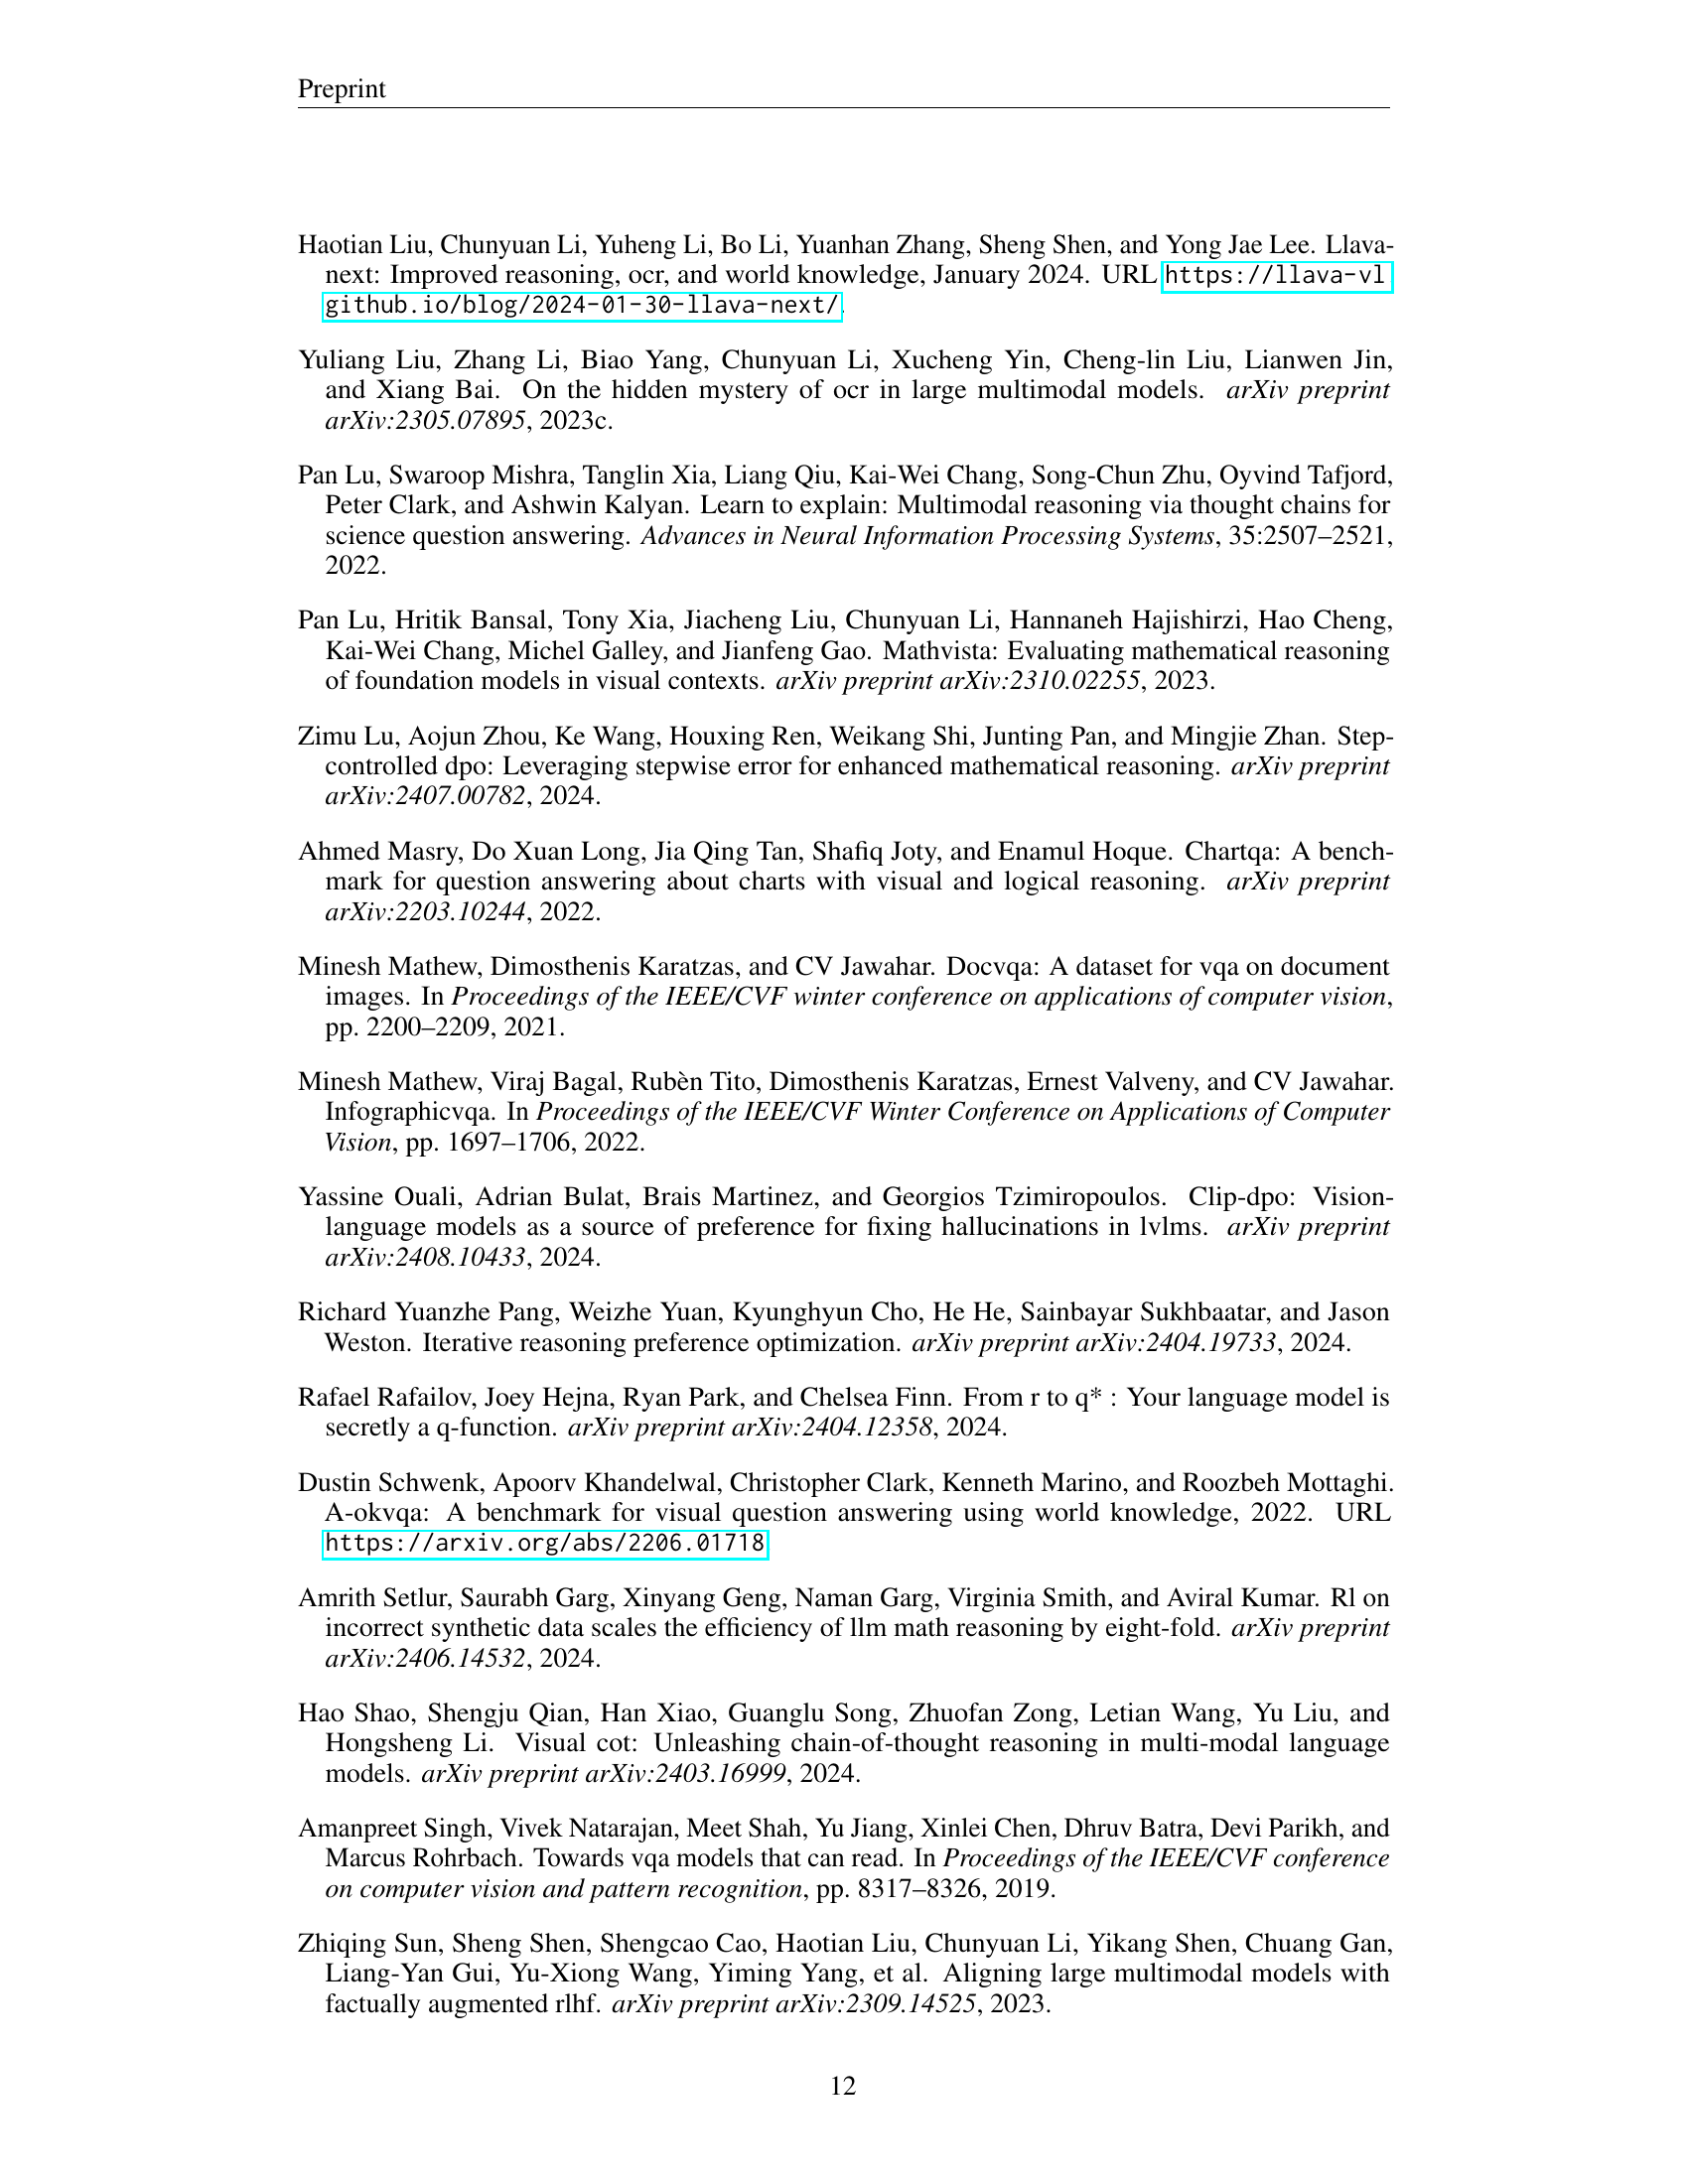 Preprint
Haotian Liu, Chunyuan Li, Yuheng Li, Bo Li, Yuanhan Zhang, Sheng Shen, and Yong Jae Lee. Llava-
next: Improved reasoning, ocr, and world knowledge, January 2024. URL https://llava-vl
github.io/blog/2024-01-30-llava-next/.
Yuliang Liu, Zhang Li, Biao Yang, Chunyuan Li, Xucheng Yin, Cheng-lin Liu, Lianwen Jin,
and Xiang Bai. On the hidden mystery of ocr in large multimodal models. arXiv preprint
arXiv:2305.07895, 2023c.
Pan Lu, Swaroop Mishra, Tanglin Xia, Liang Qiu, Kai-Wei Chang, Song-Chun Zhu, Oyvind Tafjord,
Peter Clark, and Ashwin Kalyan. Learn to explain: Multimodal reasoning via thought chains for
science question answering. Advances in Neural Information Processing Systems, 35:2507–2521,
2022.
Pan Lu, Hritik Bansal, Tony Xia, Jiacheng Liu, Chunyuan Li, Hannaneh Hajishirzi, Hao Cheng,
Kai-Wei Chang, Michel Galley, and Jianfeng Gao. Mathvista: Evaluating mathematical reasoning
of foundation models in visual contexts. arXiv preprint arXiv:2310.02255, 2023.
Zimu Lu, Aojun Zhou, Ke Wang, Houxing Ren, Weikang Shi, Junting Pan, and Mingjie Zhan. Step-
controlled dpo: Leveraging stepwise error for enhanced mathematical reasoning. arXiv preprint
arXiv:2407.00782, 2024.
Ahmed Masry, Do Xuan Long, Jia Qing Tan, Shafiq Joty, and Enamul Hoque. Chartqa: A bench-
mark for question answering about charts with visual and logical reasoning. arXiv preprint
arXiv:2203.10244, 2022.
Minesh Mathew, Dimosthenis Karatzas, and CV Jawahar. Docvqa: A dataset for vqa on document
images. In Proceedings of the IEEE/CVF winter conference on applications of computer vision,
pp. 2200–2209, 2021.
Minesh Mathew, Viraj Bagal, Rubèn Tito, Dimosthenis Karatzas, Ernest Valveny, and CV Jawahar.
Infographicvqa. In Proceedings of the IEEE/CVF Winter Conference on Applications of Computer
Vision, pp. 1697–1706, 2022.
Yassine Ouali, Adrian Bulat, Brais Martinez, and Georgios Tzimiropoulos. Clip-dpo: Vision-
language models as a source of preference for fixing hallucinations in lvlms. arXiv preprint
arXiv:2408.10433, 2024.
Richard Yuanzhe Pang, Weizhe Yuan, Kyunghyun Cho, He He, Sainbayar Sukhbaatar, and Jason
Weston. Iterative reasoning preference optimization. arXiv preprint arXiv:2404.19733, 2024.
Rafael Rafailov, Joey Hejna, Ryan Park, and Chelsea Finn. From r to q* : Your language model is
secretly a q-function. arXiv preprint arXiv:2404.12358, 2024.
Dustin Schwenk, Apoorv Khandelwal, Christopher Clark, Kenneth Marino, and Roozbeh Mottaghi.
A-okvqa: A benchmark for visual question answering using world knowledge, 2022. URL
https://arxiv.org/abs/2206.01718
Amrith Setlur, Saurabh Garg, Xinyang Geng, Naman Garg, Virginia Smith, and Aviral Kumar. Rl on
incorrect synthetic data scales the efficiency of llm math reasoning by eight-fold. arXiv preprint
arXiv:2406.14532, 2024.
Hao Shao, Shengju Qian, Han Xiao, Guanglu Song, Zhuofan Zong, Letian Wang, Yu Liu, and
Hongsheng Li. Visual cot: Unleashing chain-of-thought reasoning in multi-modal language
models. arXiv preprint arXiv:2403.16999, 2024.
Amanpreet Singh, Vivek Natarajan, Meet Shah, Yu Jiang, Xinlei Chen, Dhruv Batra, Devi Parikh, and
Marcus Rohrbach. Towards vqa models that can read. In Proceedings of the IEEE/CVF conference
on computer vision and pattern recognition, pp. 8317–8326, 2019.
Zhiqing Sun, Sheng Shen, Shengcao Cao, Haotian Liu, Chunyuan Li, Yikang Shen, Chuang Gan,
Liang-Yan Gui, Yu-Xiong Wang, Yiming Yang, et al. Aligning large multimodal models with
factually augmented rlhf. arXiv preprint arXiv:2309.14525, 2023.
12